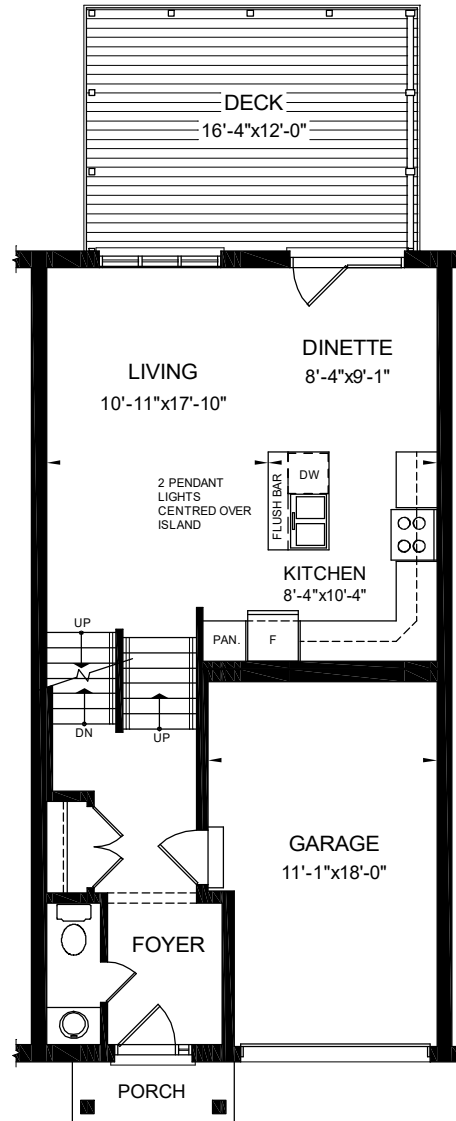 DECK
16'-4"x12'-0"
DINETTE
8'-4"x9'-1"
LIVING
10'-11"x17'-10"
2 PENDANT
LIGHTS
CENTRED OVER
ISLAND
FLUSH BAR
DW
KITCHEN
8'-4"x10'-4"
PAN.
F
UP
DN
UP
GARAGE
11'-1"x18'-0"
FOYER
PORCH